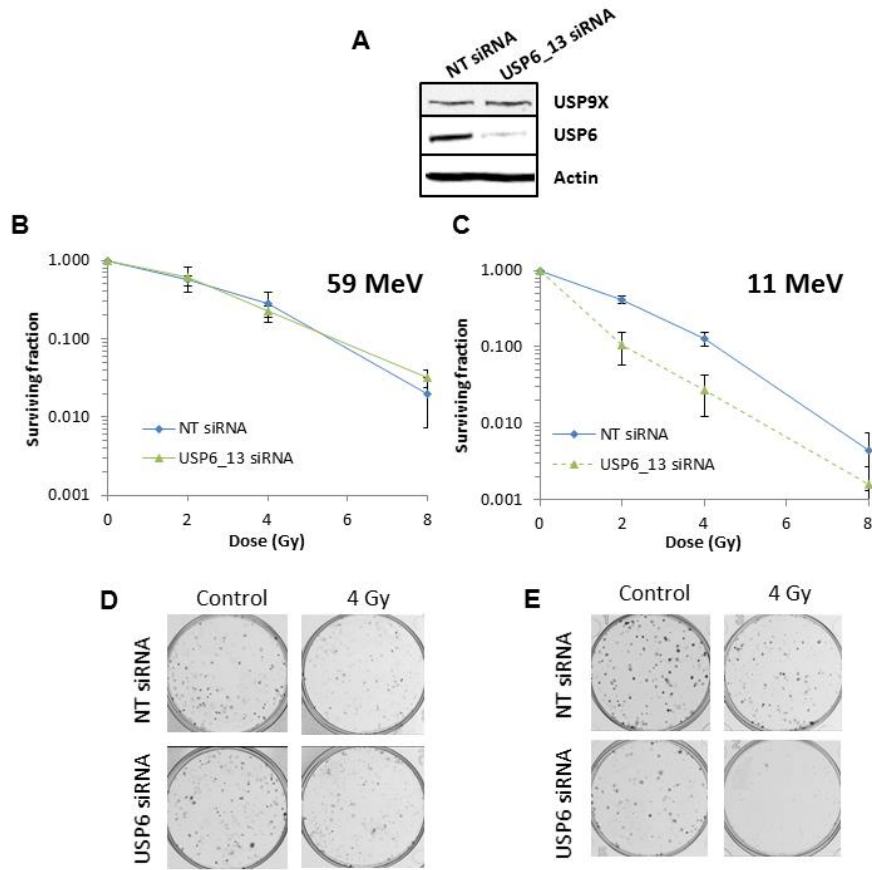 A
NT siRNA
USP6_13 siRNA
USP9X
USP6
Actin
B
59 MeV
1.000
0.100
0.010
0.001
Surviving fraction
NT siRNA
USP6_13 siRNA
0 2 4 6 8
Dose (Gy)
C
11 MeV
1.000
0.100
0.010
0.001
Surviving fraction
NT siRNA
USP6_13 siRNA
0 2 4 6 8
Dose (Gy)
D
Control 4 Gy
NT siRNA
USP6 siRNA
E
Control 4 Gy
NT siRNA
USP6 siRNA